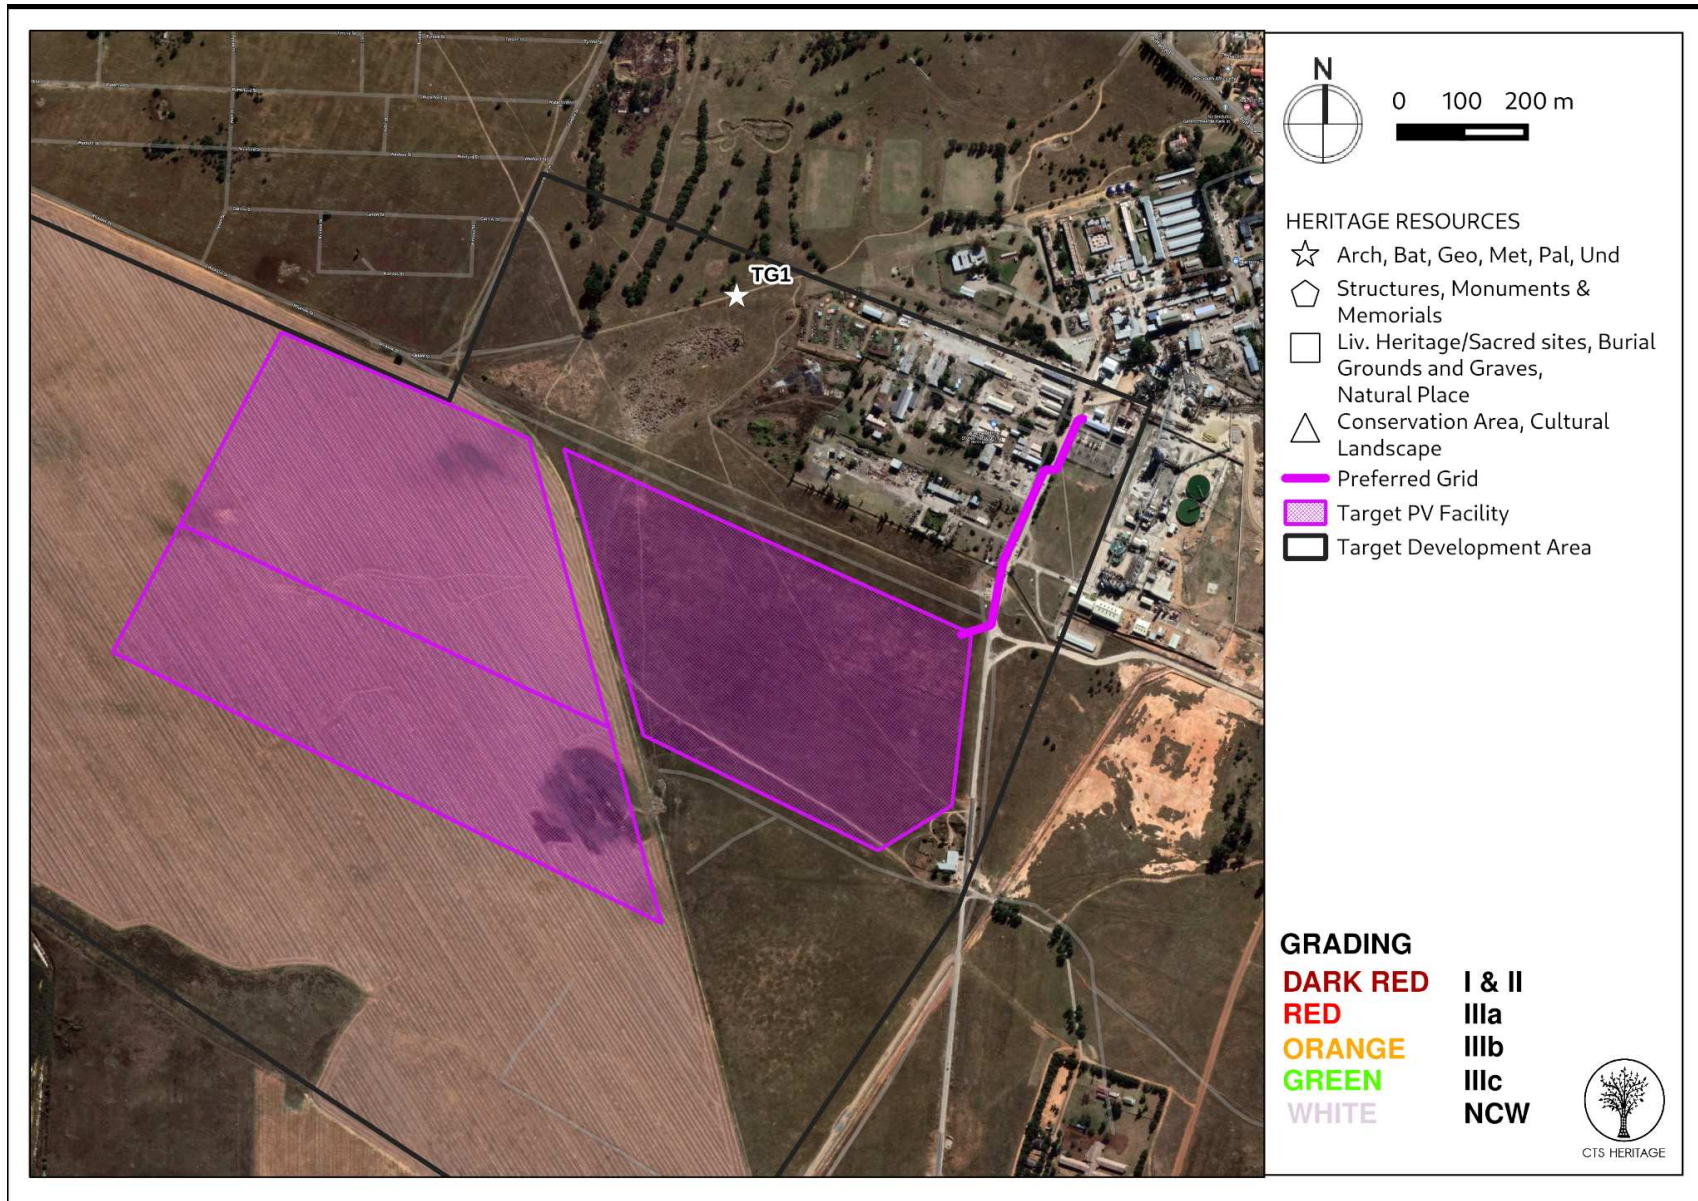 TG1
N
0 100 200 m
HERITAGE RESOURCES
Arch, Bat, Geo, Met, Pal, Und
Structures, Monuments &
Memorials
Liv. Heritage/Sacred sites, Burial
Grounds and Graves,
Natural Place
Conservation Area, Cultural
Landscape
Preferred Grid
Target PV Facility
Target Development Area
GRADING
DARK RED I & II
RED IIIa
ORANGE IIIb
GREEN IIIc
WHITE NCW
CTS HERITAGE